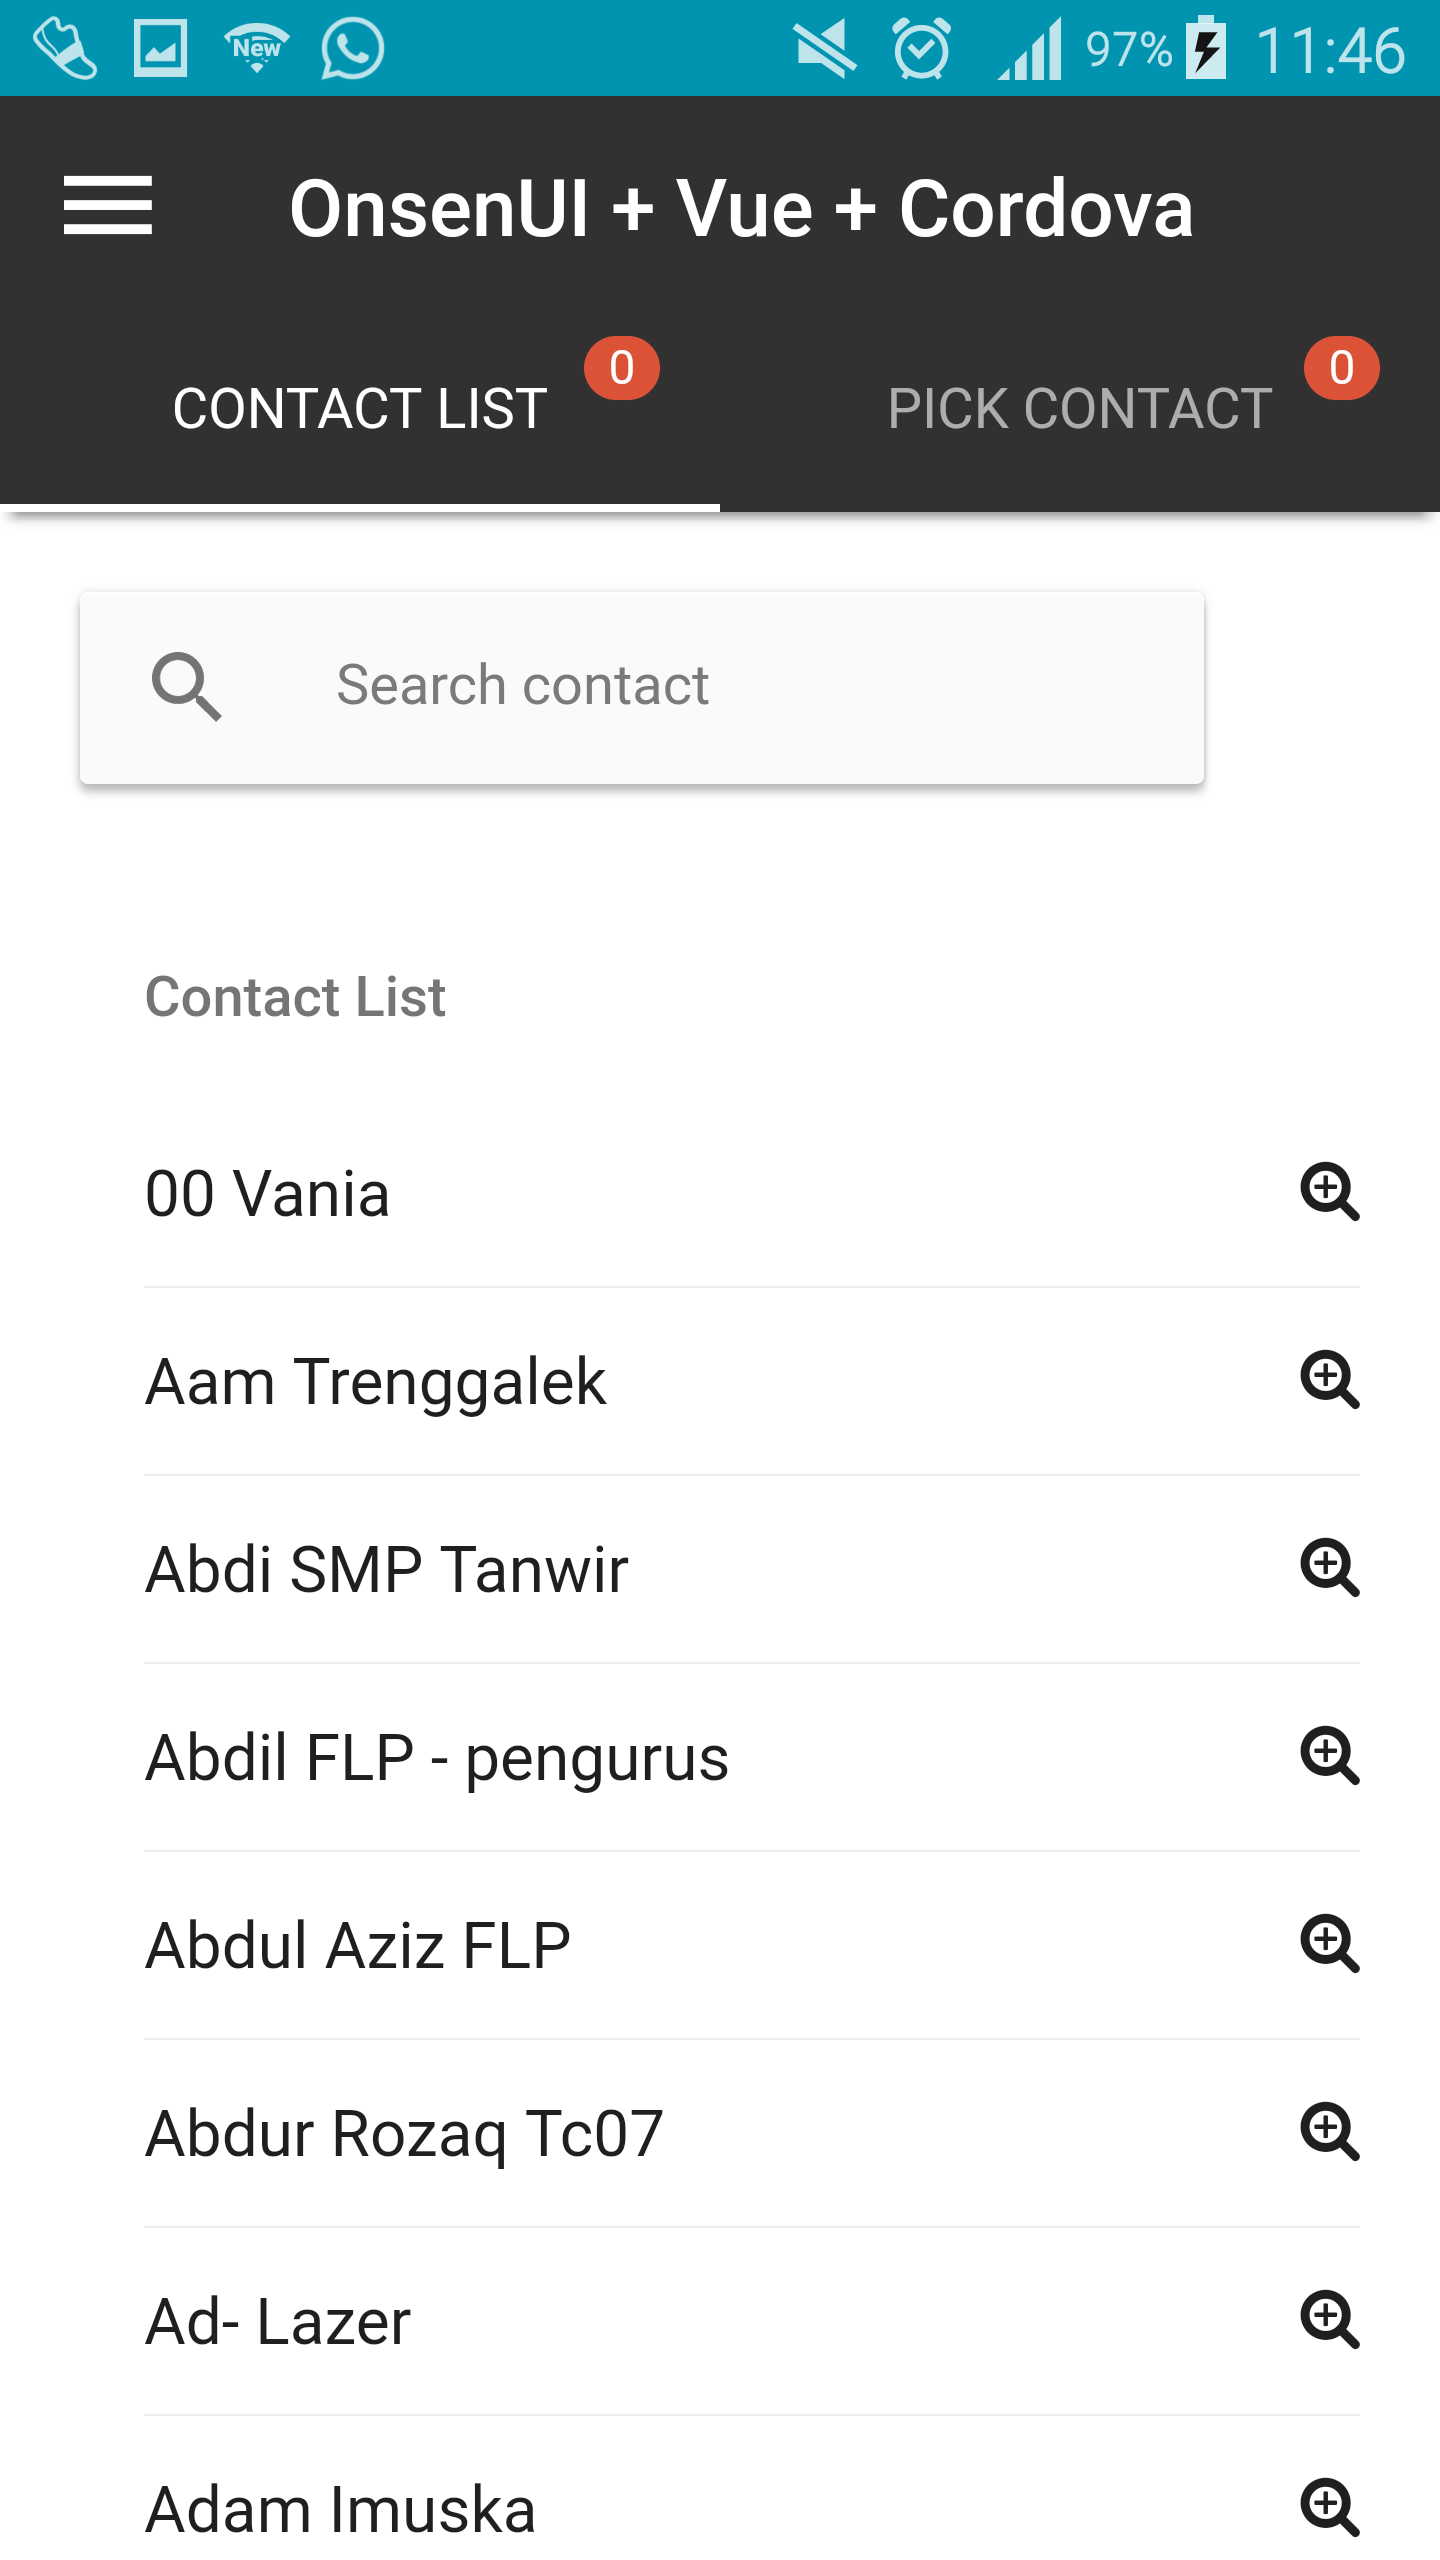 New 97% 11:46
OnsenUI + Vue + Cordova
CONTACT LIST 0 PICK CONTACT 0
Search contact
Contact List
00 Vania
Aam Trenggalek
Abdi SMP Tanwir
Abdil FLP - pengurus
Abdul Aziz FLP
Abdur Rozaq Tc07
Ad- Lazer
Adam Imuska